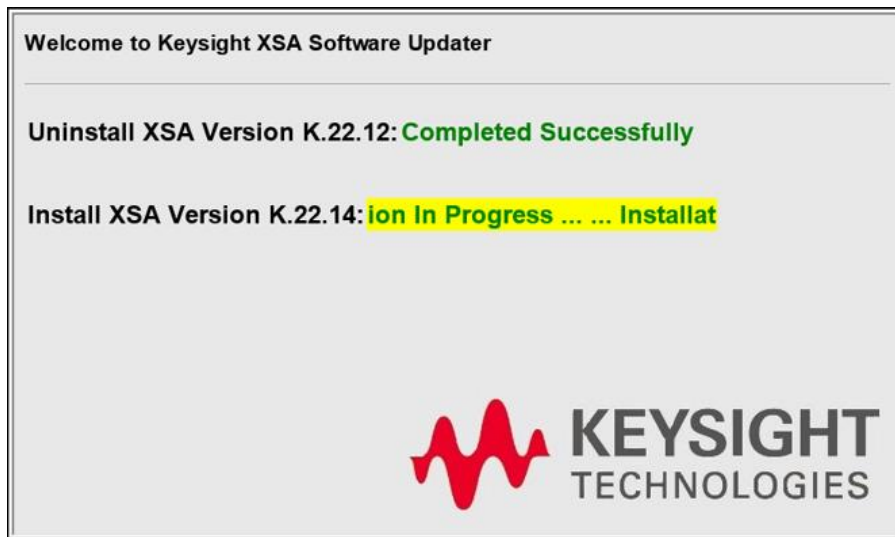 Welcome to Keysight XSA Software Updater
Uninstall XSA Version K.22.12: Completed Successfully
Install XSA Version K.22.14: ion In Progress ... ... Installat
KEYSIGHT
TECHNOLOGIES